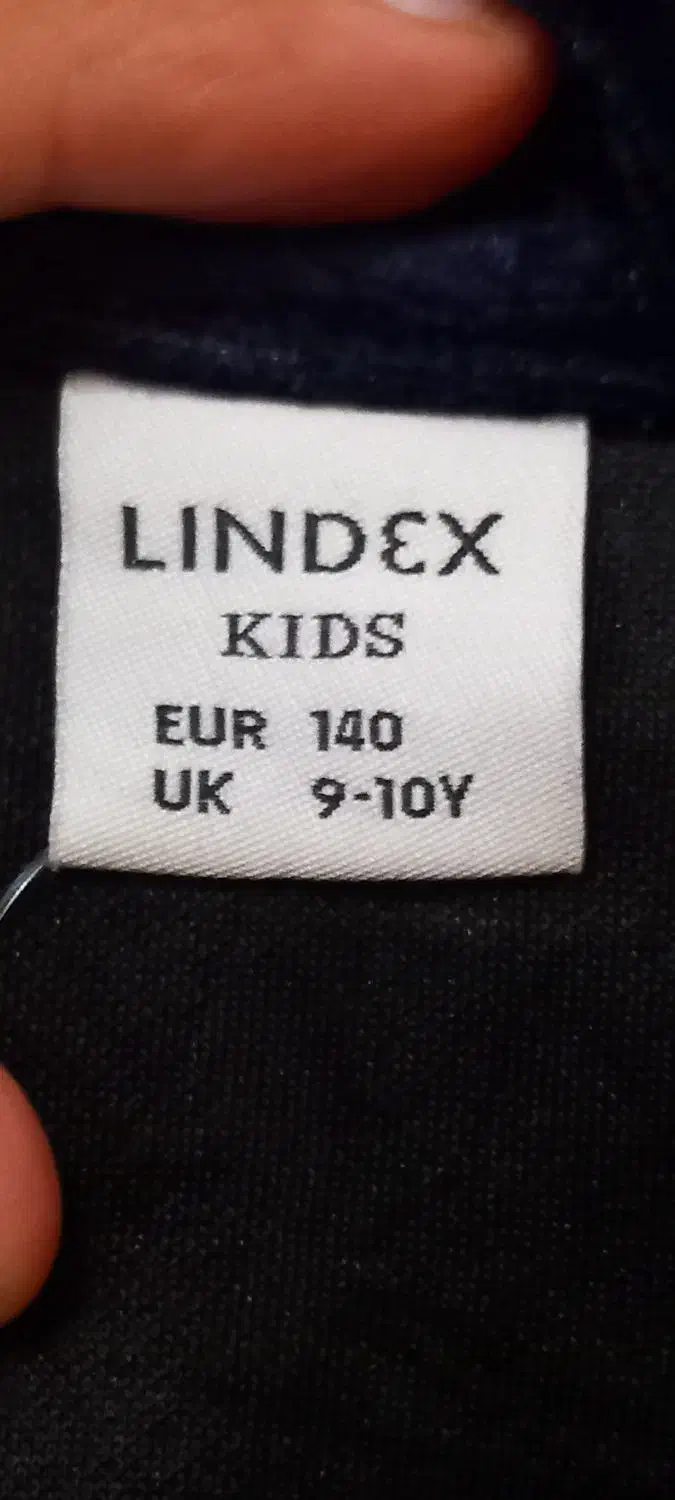 LINDEX
KIDS
EUR 140
UK 9-10Y